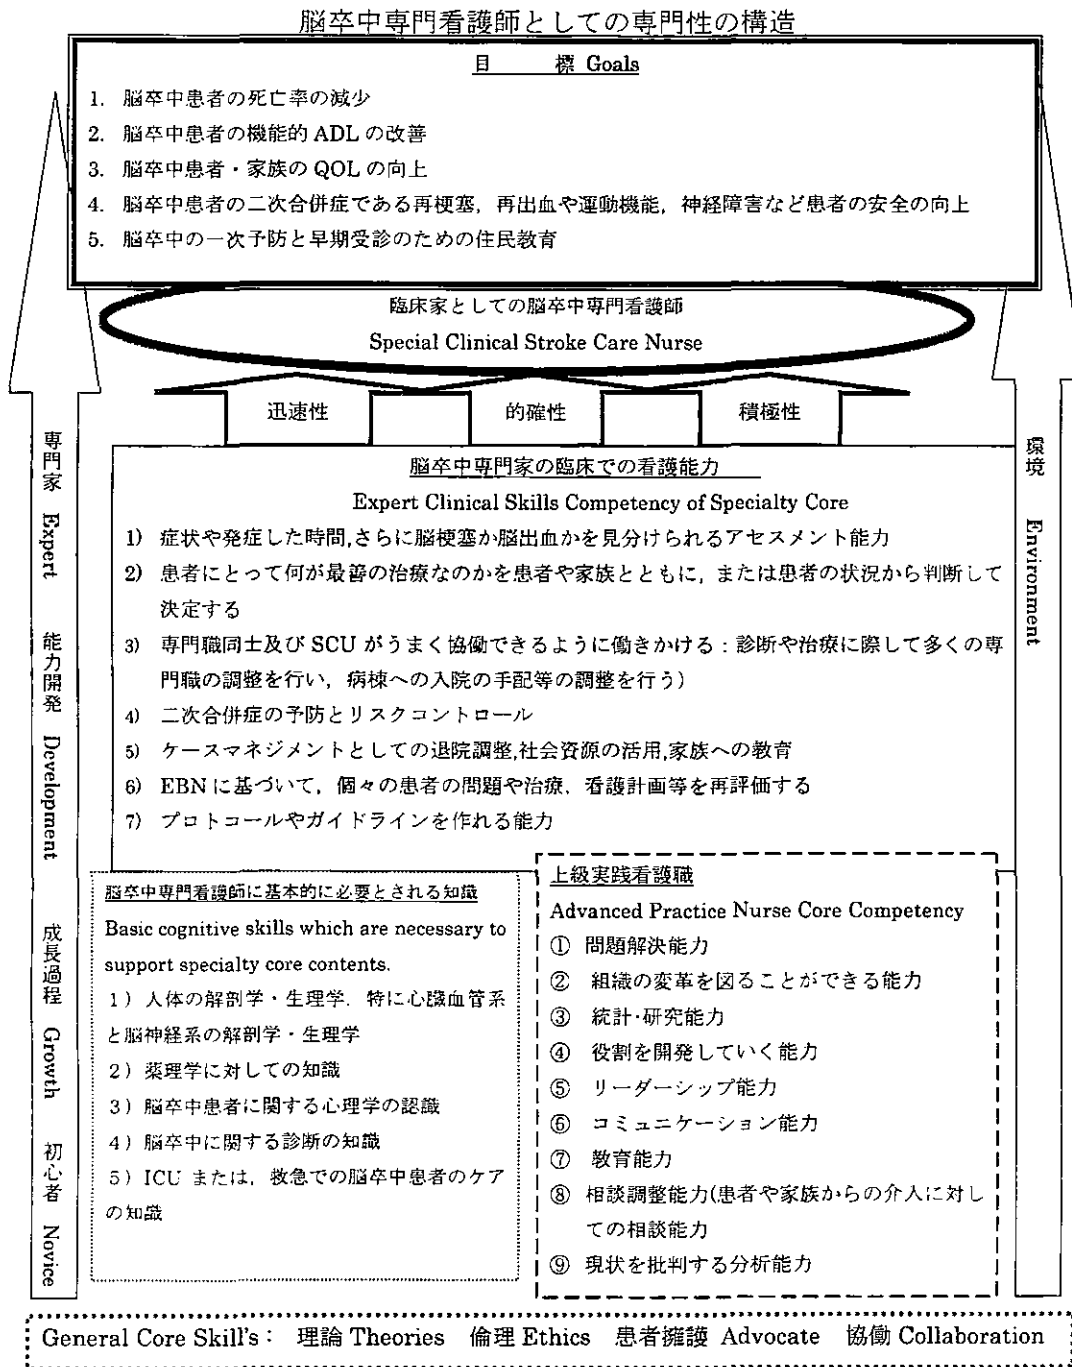 脳卒中専門看護師としての専門性の構造
目 標 Goals
1. 脳卒中患者の死亡率の減少
2. 脳卒中患者の機能的 ADL の改善
3. 脳卒中患者・家族の QOL の向上
4. 脳卒中患者の二次合併症である再梗塞，再出血や運動機能，神経障害など患者の安全の向上
5. 脳卒中の一次予防と早期受診のための住民教育
臨床家としての脳卒中専門看護師
Special Clinical Stroke Care Nurse
迅速性 的確性 積極性
専門家 Expert 能力開発 Development 成長過程 Growth 初心者 Novice
脳卒中専門家の臨床での看護能力
Expert Clinical Skills Competency of Specialty Core
1) 症状や発症した時間,さらに脳梗塞か脳出血かを見分けられるアセスメント能力
2) 患者にとって何が最善の治療なのかを患者や家族とともに，または患者の状況から判断して
決定する
3) 専門職同士及び SCU がうまく協働できるように働きかける：診断や治療に際して多くの専
門職の調整を行い，病棟への入院の手配等の調整を行う）
4) 二次合併症の予防とリスクコントロール
5) ケースマネジメントとしての退院調整,社会資源の活用,家族への教育
6) EBN に基づいて，個々の患者の問題や治療，看護計画等を再評価する
7) プロトコールやガイドラインを作れる能力
環境 Environment
脳卒中専門看護師に基本的に必要とされる知識
Basic cognitive skills which are necessary to
support specialty core contents.
1）人体の解剖学・生理学．特に心臓血管系
と脳神経系の解剖学・生理学
2）薬理学に対しての知識
3）脳卒中患者に関する心理学の認識
4）脳卒中に関する診断の知識
5）ICU または，救急での脳卒中患者のケア
の知識
上級実践看護職
Advanced Practice Nurse Core Competency
① 問題解決能力
② 組織の変革を図ることができる能力
③ 統計・研究能力
④ 役割を開発していく能力
⑤ リーダーシップ能力
⑥ コミュニケーション能力
⑦ 教育能力
⑧ 相談調整能力(患者や家族からの介入に対し
ての相談能力
⑨ 現状を批判する分析能力
General Core Skill's： 理論 Theories 倫理 Ethics 患者擁護 Advocate 協働 Collaboration